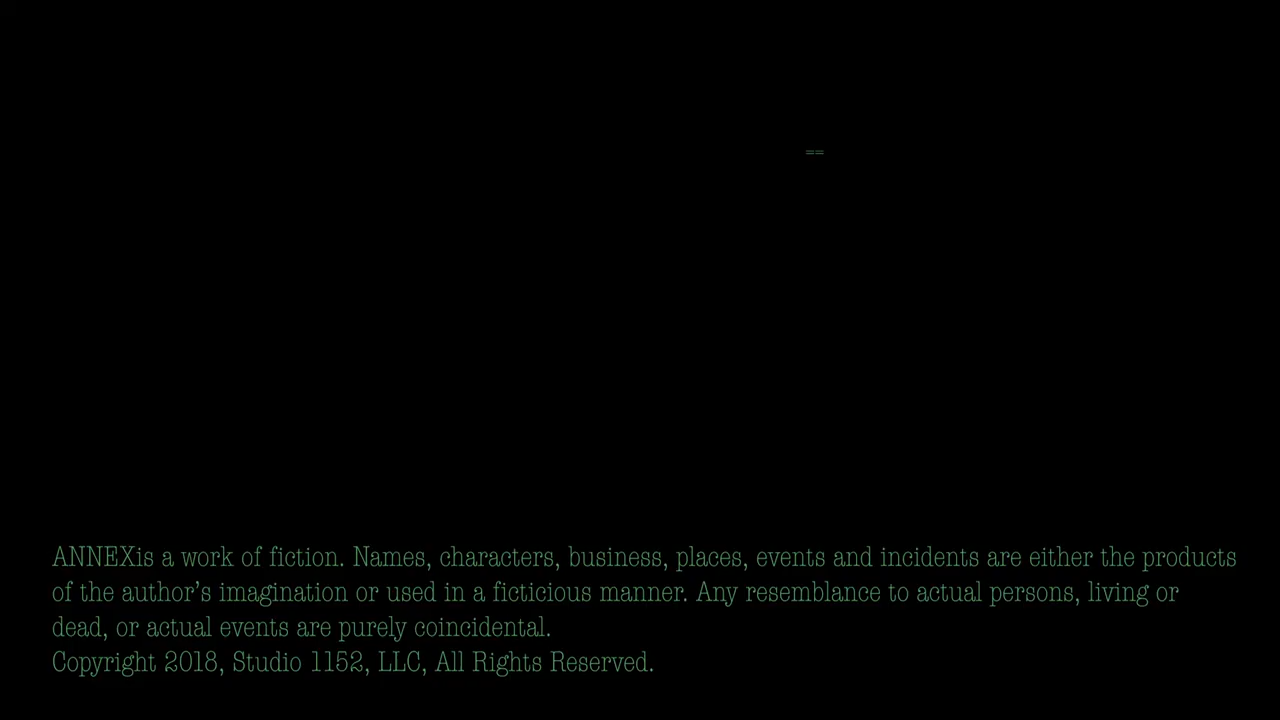 ==
ANNEXis a work of fiction. Names, characters, business, places, events and incidents are either the products
of the author's imagination or used in a ficticious manner. Any resemblance to actual persons, living or
dead, or actual events are purely coincidental.
Copyright 2018, Studio 1152, LLC, All Rights Reserved.